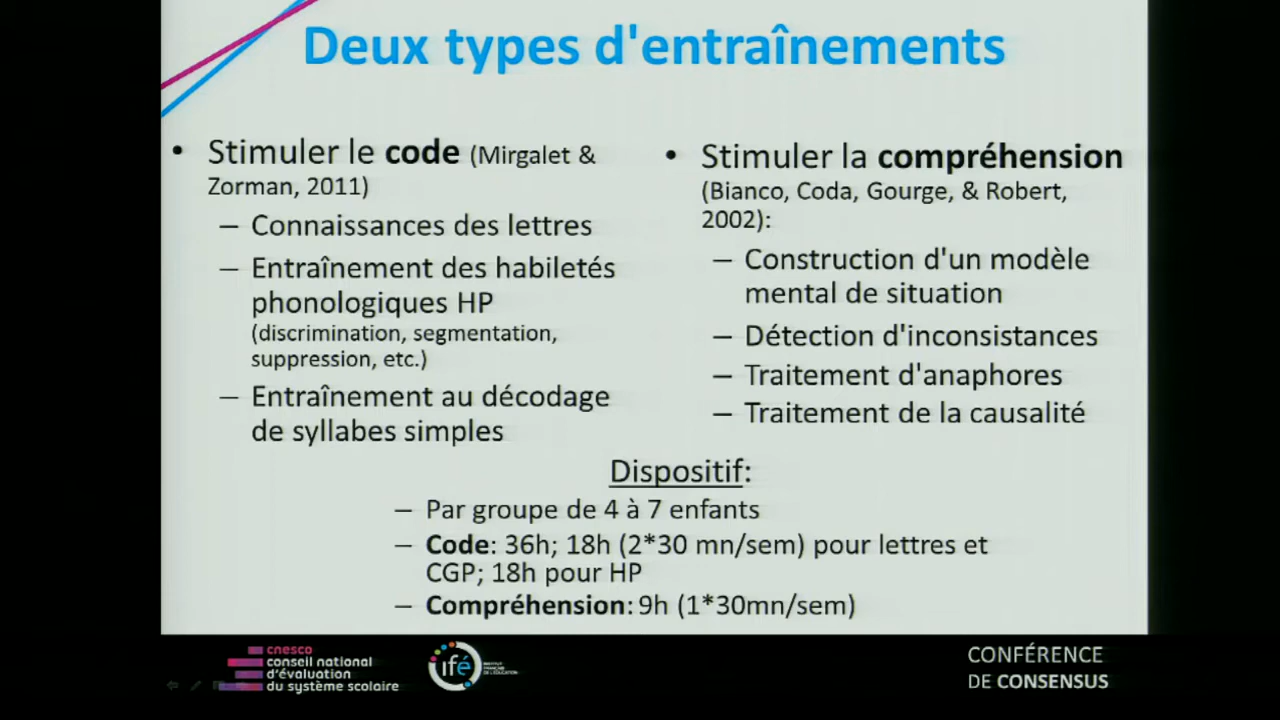 Deux types d'entraînements
• Stimuler le code (Mirgalet &
Zorman, 2011)
– Connaissances des lettres
– Entraînement des habiletés
phonologiques HP
(discrimination, segmentation,
suppression, etc.)
– Entraînement au décodage
de syllabes simples
• Stimuler la compréhension
(Bianco, Coda, Gourge, & Robert,
2002):
– Construction d'un modèle
mental de situation
– Détection d'inconsistances
– Traitement d'anaphores
– Traitement de la causalité
Dispositif:
– Par groupe de 4 à 7 enfants
– Code: 36h; 18h (2*30 mn/sem) pour lettres et
CGP; 18h pour HP
– Compréhension: 9h (1*30mn/sem)
cnesco
conseil national
d'évaluation
du système scolaire
ifé
INSTITUT
FRANÇAIS
DE L'ÉDUCATION
CONFÉRENCE
DE CONSENSUS